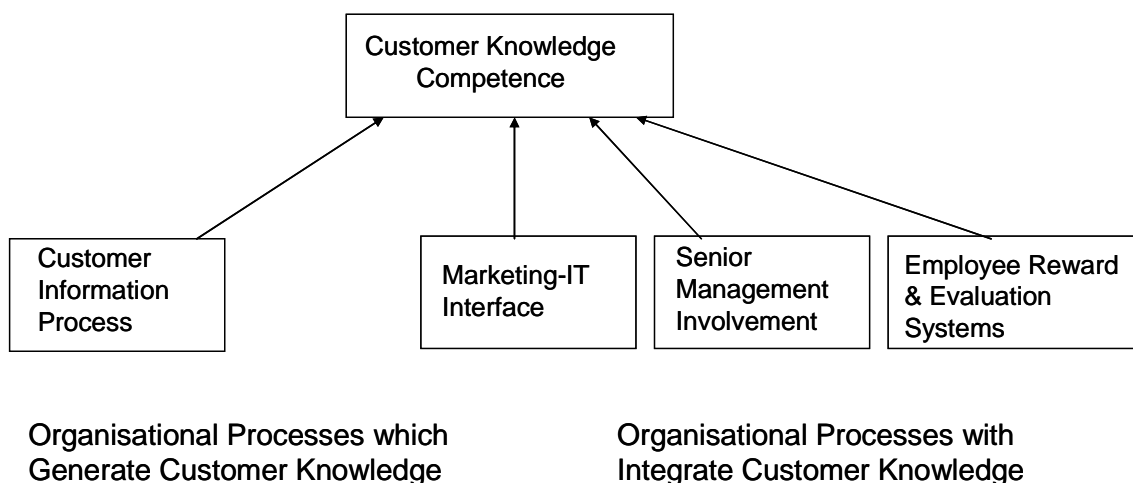 Customer Knowledge
Competence
Customer
Information
Process
Marketing-IT
Interface
Senior
Management
Involvement
Employee Reward
& Evaluation
Systems
Organisational Processes which
Generate Customer Knowledge
Organisational Processes with
Integrate Customer Knowledge